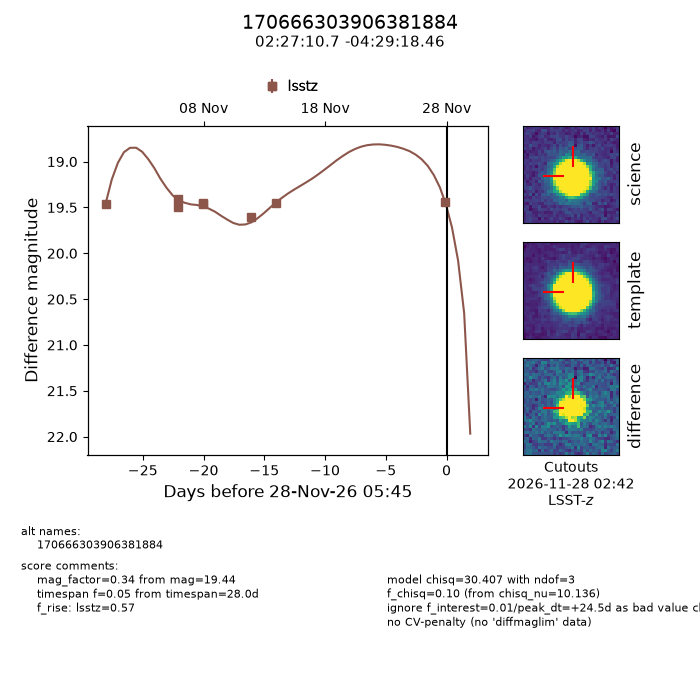 170666303906381884
02:27:10.7 -04:29:18.46
lsstz
08 Nov 18 Nov 28 Nov
19.0
19.5
20.0
20.5
21.0
21.5
22.0
Difference magnitude
−25 −20 −15 −10 −5 0
Days before 28-Nov-26 05:45
science
template
difference
Cutouts
2026-11-28 02:42
LSST-z
alt names:
170666303906381884
score comments:
mag_factor=0.34 from mag=19.44
timespan f=0.05 from timespan=28.0d
f_rise: lsstz=0.57
model chisq=30.407 with ndof=3
f_chisq=0.10 (from chisq_nu=10.136)
ignore f_interest=0.01/peak_dt=+24.5d as bad value
no CV-penalty (no 'diffmaglim' data)